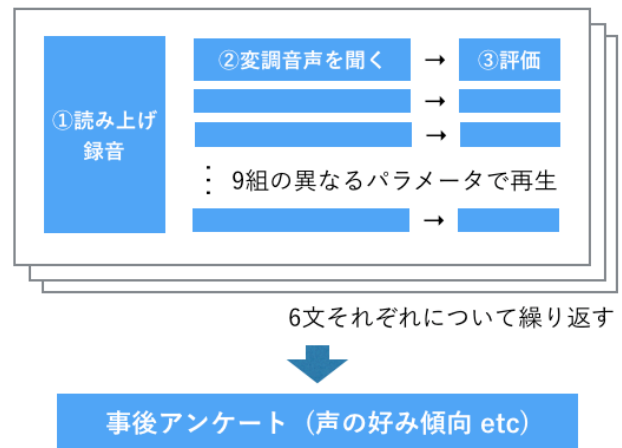 ①読み上げ
録音
②変調音声を聞く → ③評価
→
→
⋮ 9組の異なるパラメータで再生
→
6文それぞれについて繰り返す
事後アンケート（声の好み傾向 etc）